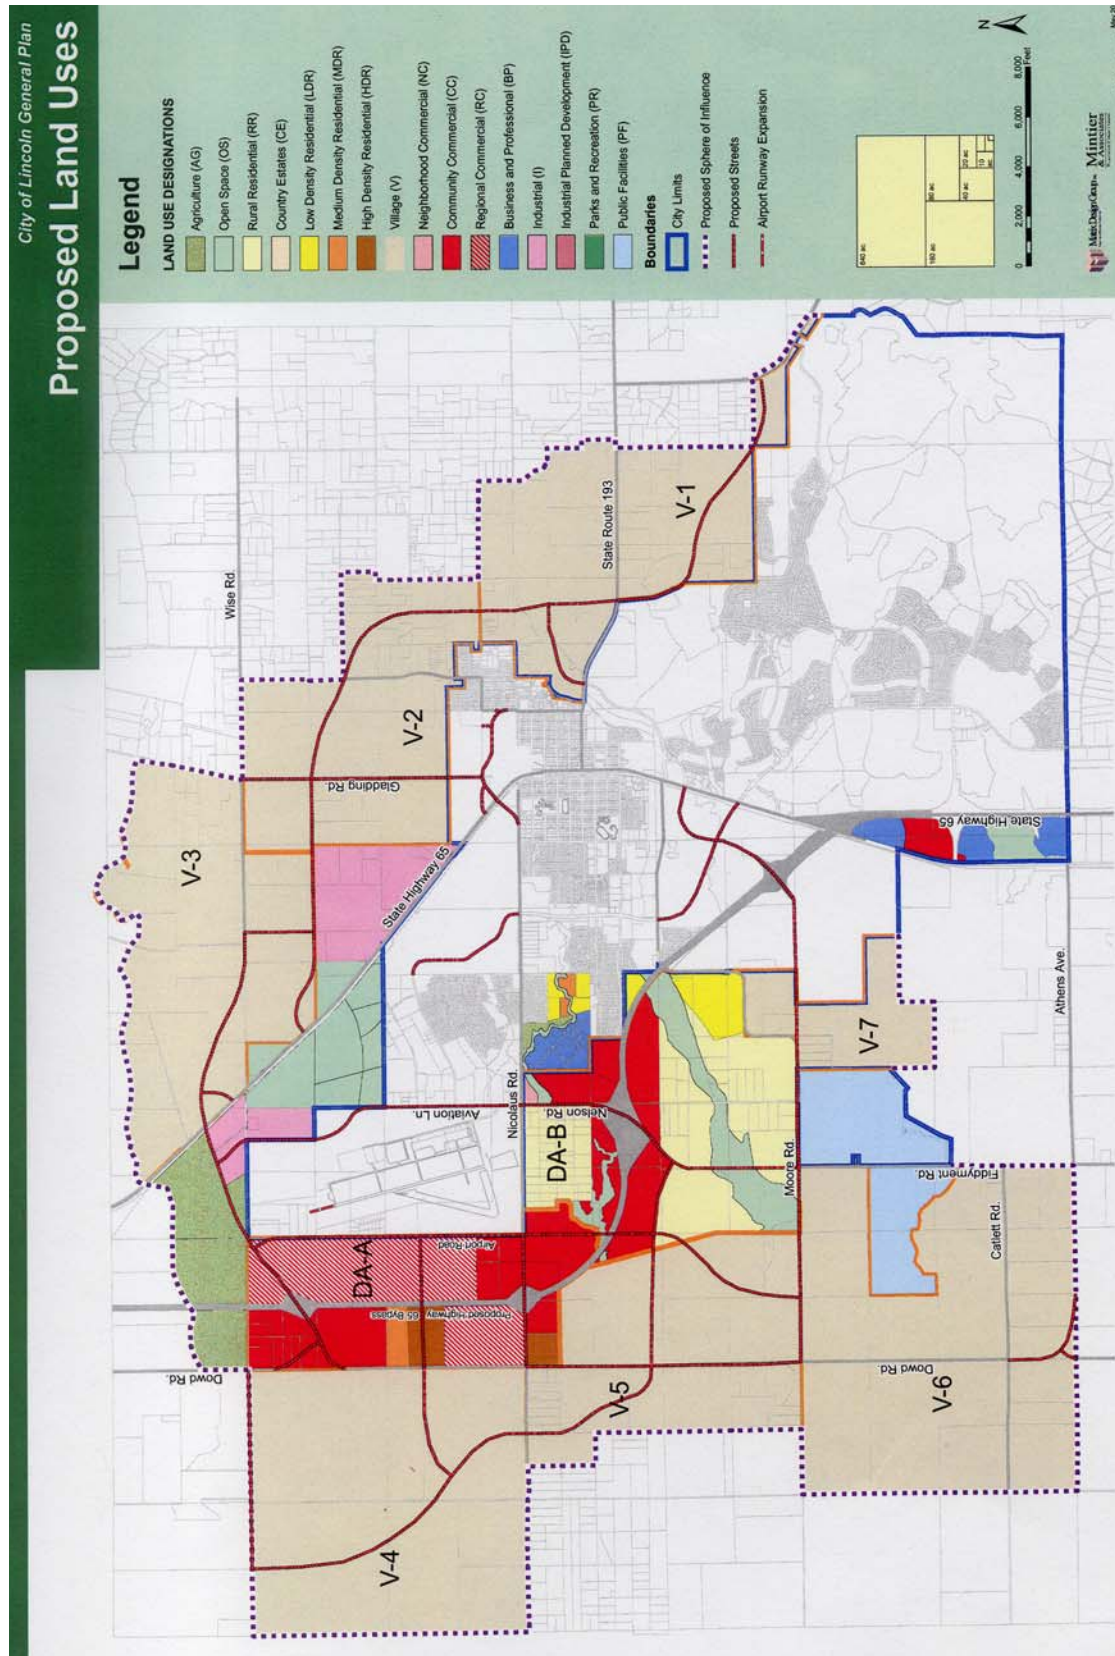 City of Lincoln General Plan
Proposed Land Uses
Legend
LAND USE DESIGNATIONS
Agriculture (AG)
Open Space (OS)
Rural Residential (RR)
Country Estates (CE)
Low Density Residential (LDR)
Medium Density Residential (MDR)
High Density Residential (HDR)
Village (V)
Neighborhood Commercial (NC)
Community Commercial (CC)
Regional Commercial (RC)
Business and Professional (BP)
Industrial (I)
Industrial Planned Development (IPD)
Parks and Recreation (PR)
Public Facilities (PF)
Boundaries
City Limits
Proposed Sphere of Influence
Proposed Streets
Airport Runway Expansion
640 ac
160 ac
80 ac
40 ac
20 ac
10 ac
N
0 2,000 4,000 6,000 8,000
Feet
Mintier
& Associates
Wise Rd.
V-3
V-2
Gladding Rd.
State Highway 65
State Route 193
V-1
Dowd Rd.
DA-A
Airport Road
Aviation Ln.
Nicolaus Rd.
Proposed Highway
65 Bypass
DA-B
Nelson Rd.
V-4
V-5
Moore Rd.
State Highway 65
V-7
Fiddyment Rd.
Dowd Rd.
V-6
Catlett Rd.
Athens Ave.